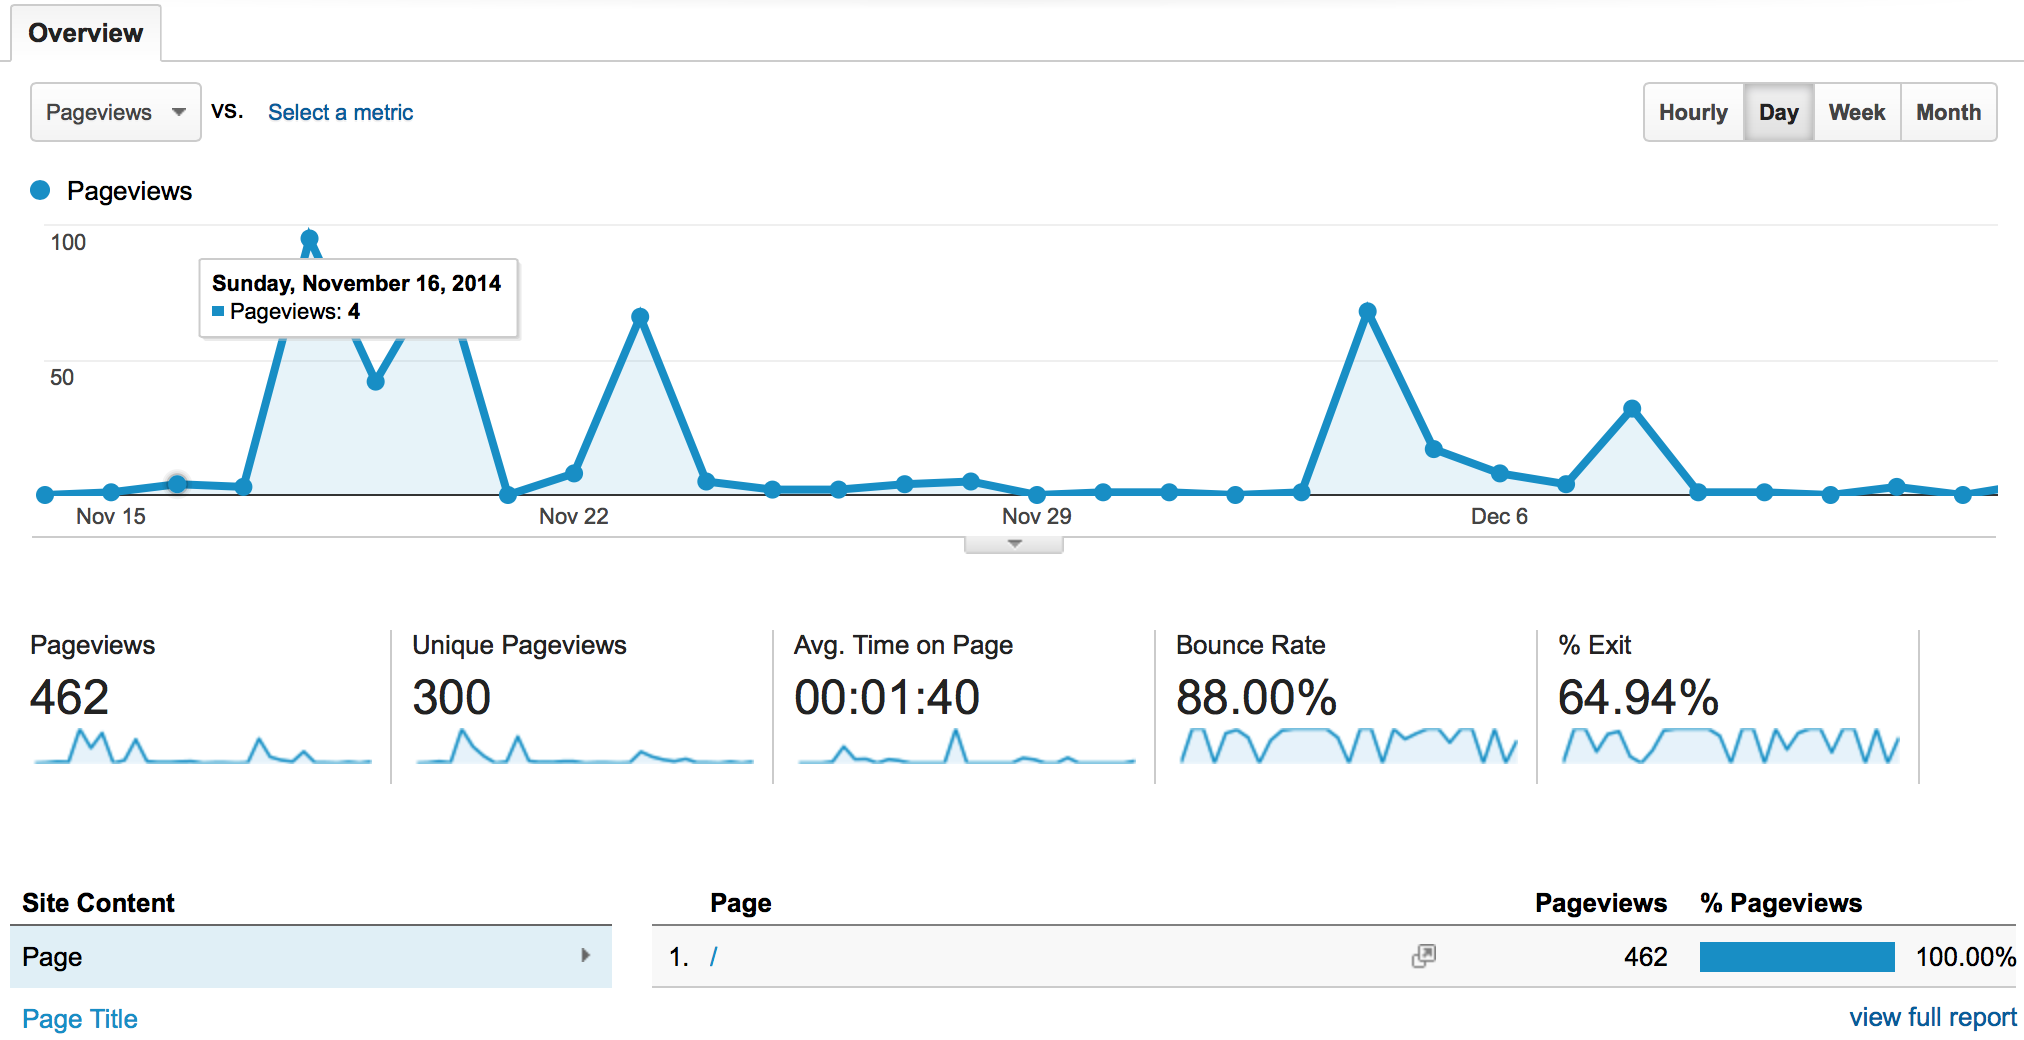 Overview
Pageviews vs. Select a metric Hourly Day Week Month
Pageviews
100
Sunday, November 16, 2014
Pageviews: 4
50
Nov 15 Nov 22 Nov 29 Dec 6
Pageviews Unique Pageviews Avg. Time on Page Bounce Rate % Exit
462 300 00:01:40 88.00% 64.94%
Site Content Page Pageviews % Pageviews
Page 1. / 462 100.00%
Page Title view full report